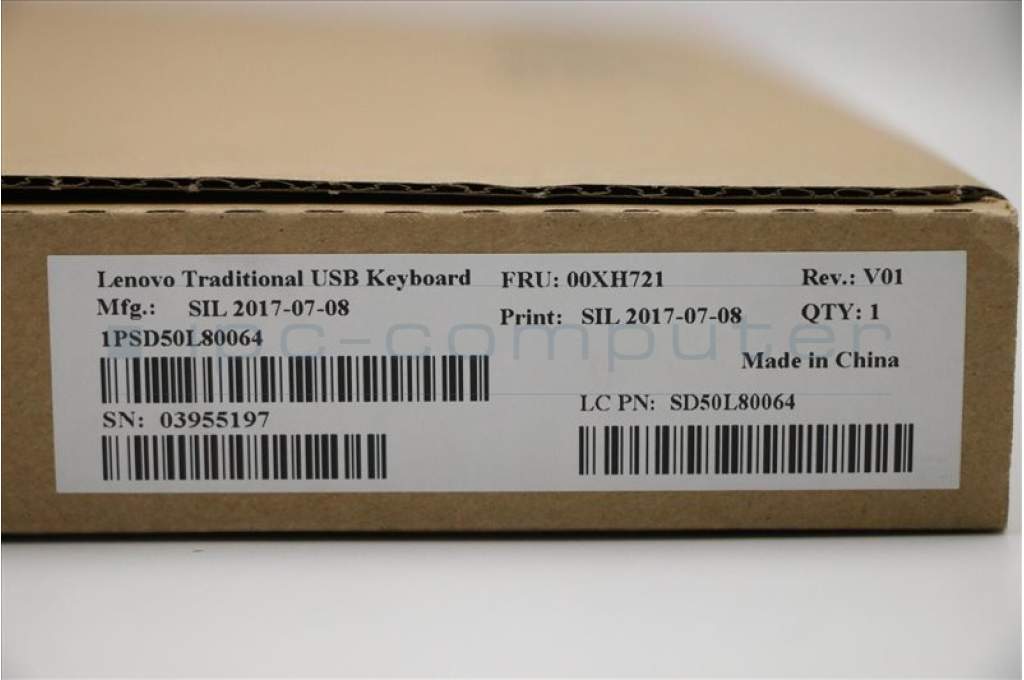 Lenovo Traditional USB Keyboard FRU: 00XH721 Rev.: V01
Mfg.: SIL 2017-07-08 Print: SIL 2017-07-08 QTY: 1
1PSD50L80064
ipc-computer
Made in China
LC PN: SD50L80064
SN: 03955197